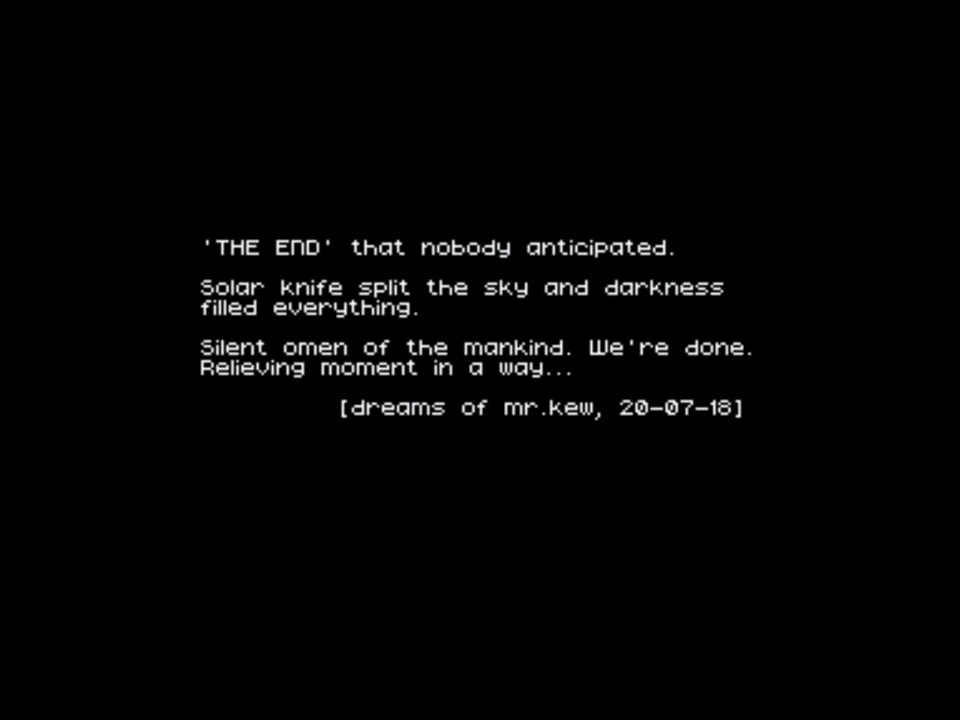 'THE END' that nobody anticipated.
Solar knife split the sky and darkness
filled everything.
Silent omen of the mankind. We're done.
Relieving moment in a way...
[dreams of mr.kew, 20-07-18]